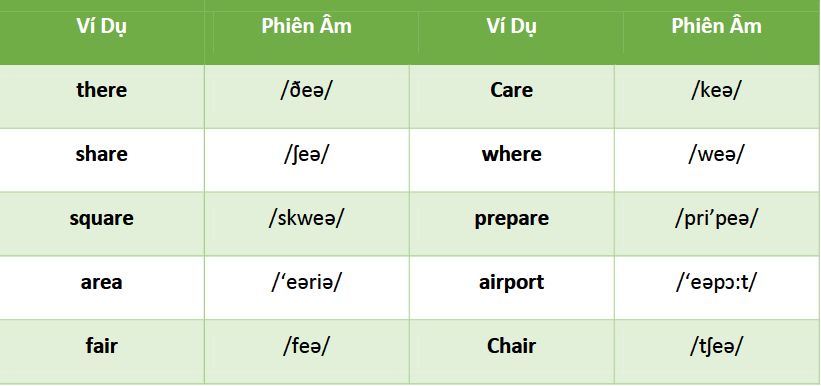 Ví Dụ Phiên Âm Ví Dụ Phiên Âm
there /ðeə/ Care /keə/
share /ʃeə/ where /weə/
square /skweə/ prepare /pri’peə/
area /‘eəriə/ airport /‘eəpɔ:t/
fair /feə/ Chair /tʃeə/